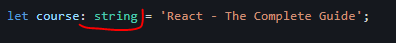 let course: string = 'React - The Complete Guide';